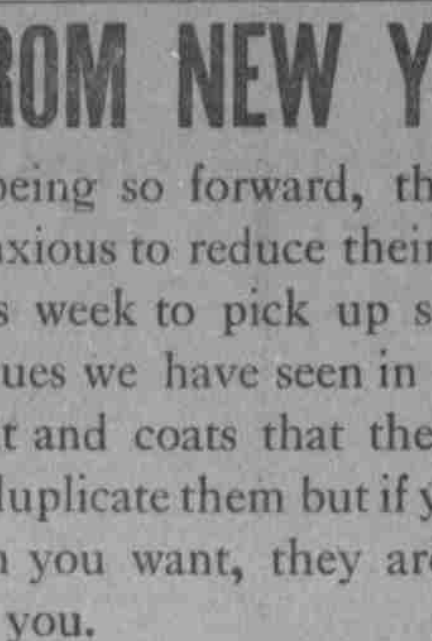 ROM NEW Y
being so forward, th
nxious to reduce their
s week to pick up s
ues we have seen in
t and coats that the
duplicate them but if y
n you want, they are
you.